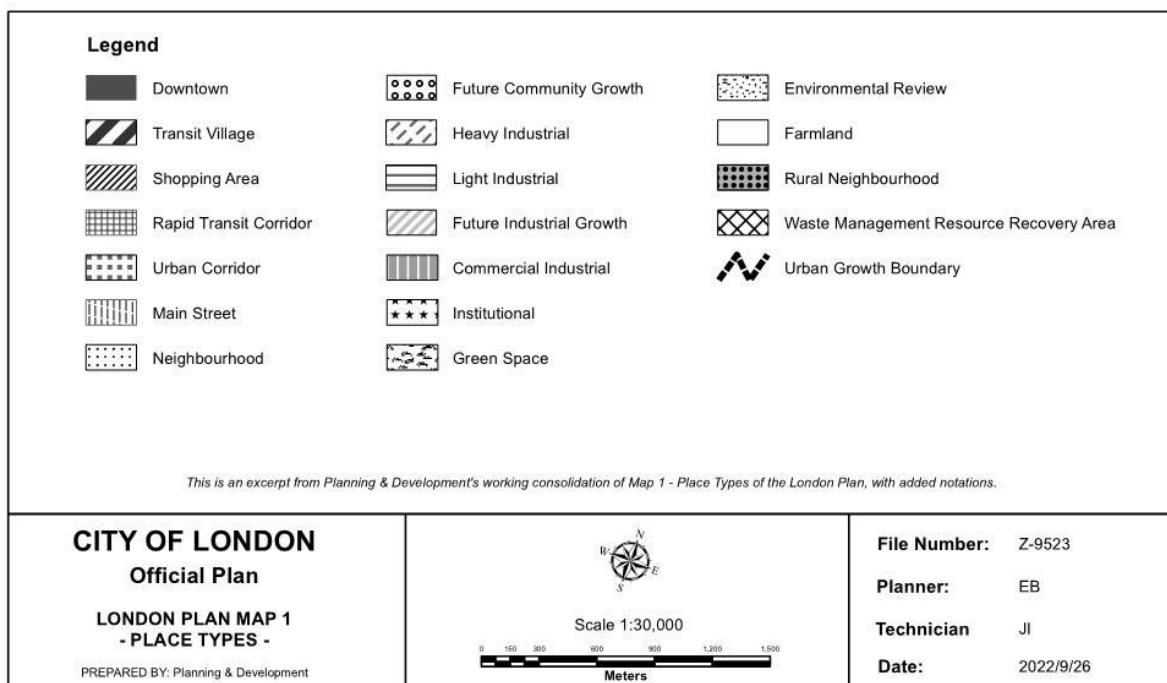 Legend
Downtown
Transit Village
Shopping Area
Rapid Transit Corridor
Urban Corridor
Main Street
Neighbourhood
Future Community Growth
Heavy Industrial
Light Industrial
Future Industrial Growth
Commercial Industrial
Institutional
Green Space
Environmental Review
Farmland
Rural Neighbourhood
Waste Management Resource Recovery Area
Urban Growth Boundary
This is an excerpt from Planning & Development's working consolidation of Map 1 - Place Types of the London Plan, with added notations.
CITY OF LONDON
Official Plan
LONDON PLAN MAP 1
- PLACE TYPES -
PREPARED BY: Planning & Development
N
W
E
S
Scale 1:30,000
0 150 300 600 900 1,200 1,500
Meters
File Number: Z-9523
Planner: EB
Technician JI
Date: 2022/9/26